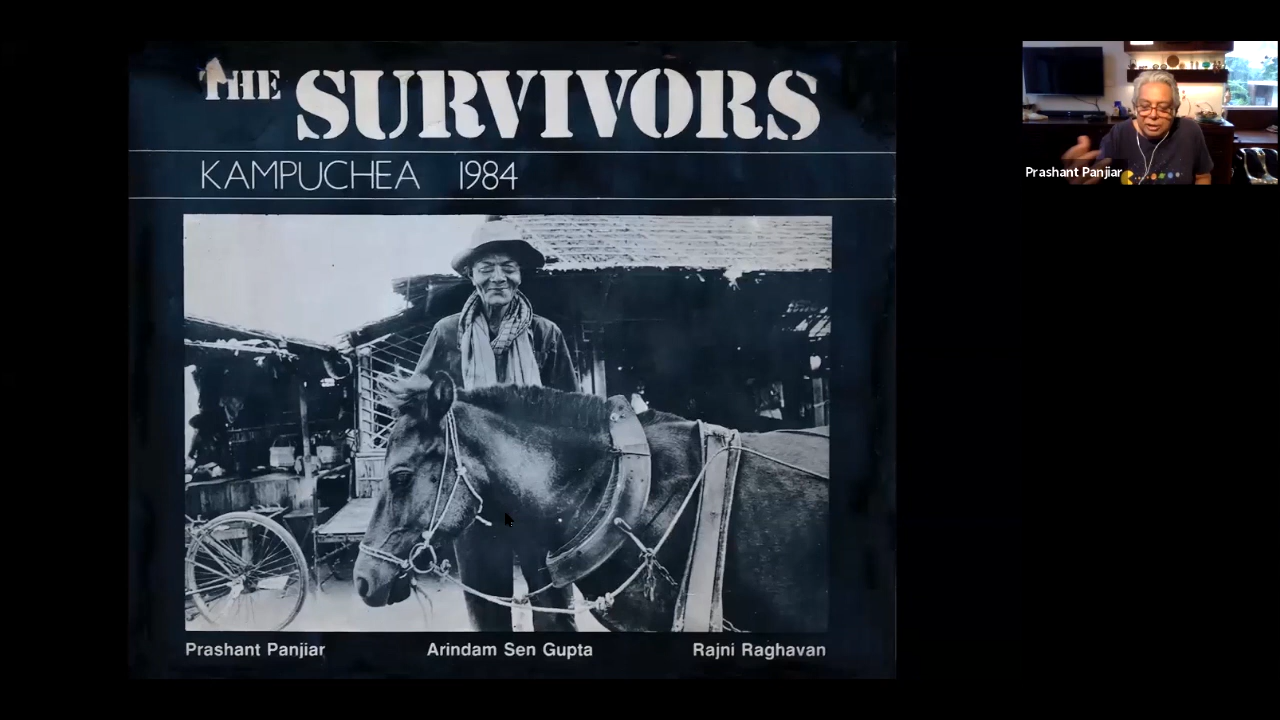 THE SURVIVORS
KAMPUCHEA 1984
Prashant Panjiar Arindam Sen Gupta Rajni Raghavan
Prashant Panjiar